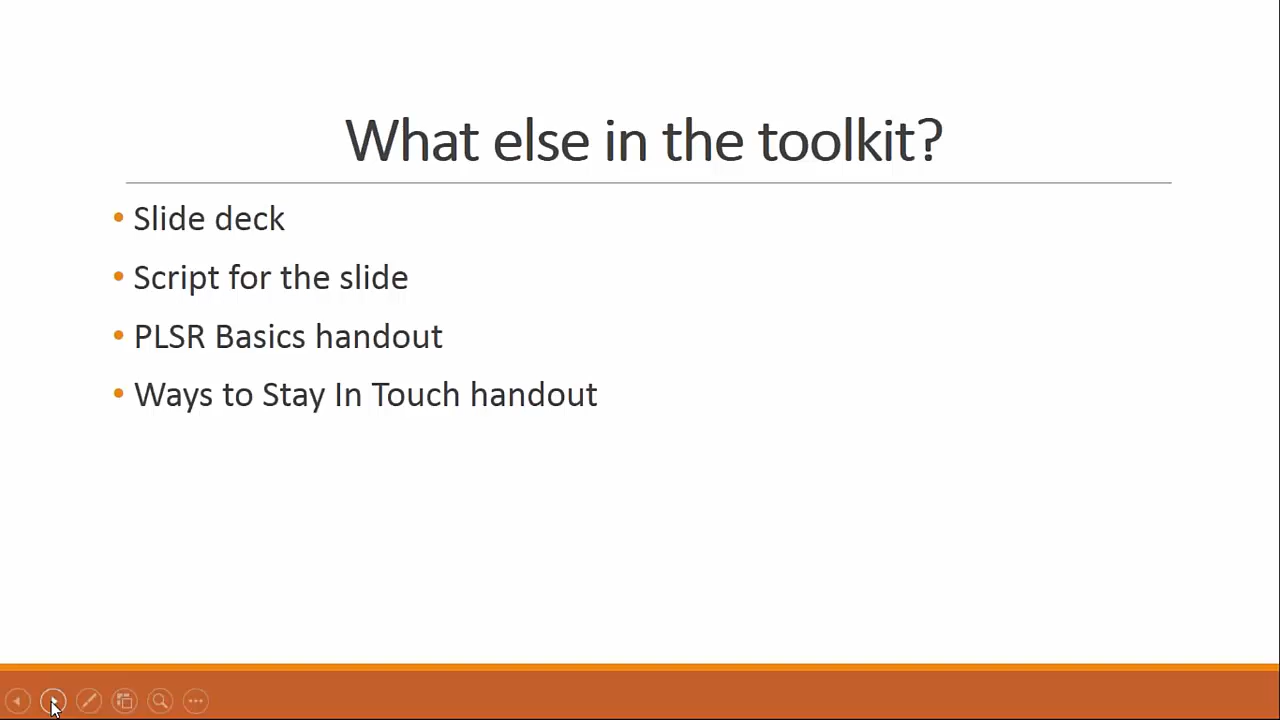 What else in the toolkit?
• Slide deck
• Script for the slide
• PLSR Basics handout
• Ways to Stay In Touch handout